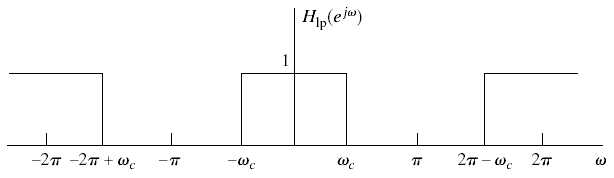 H_lp(e^jω)
1
–2π –2π + ω_c –π –ω_c ω_c π 2π – ω_c 2π ω